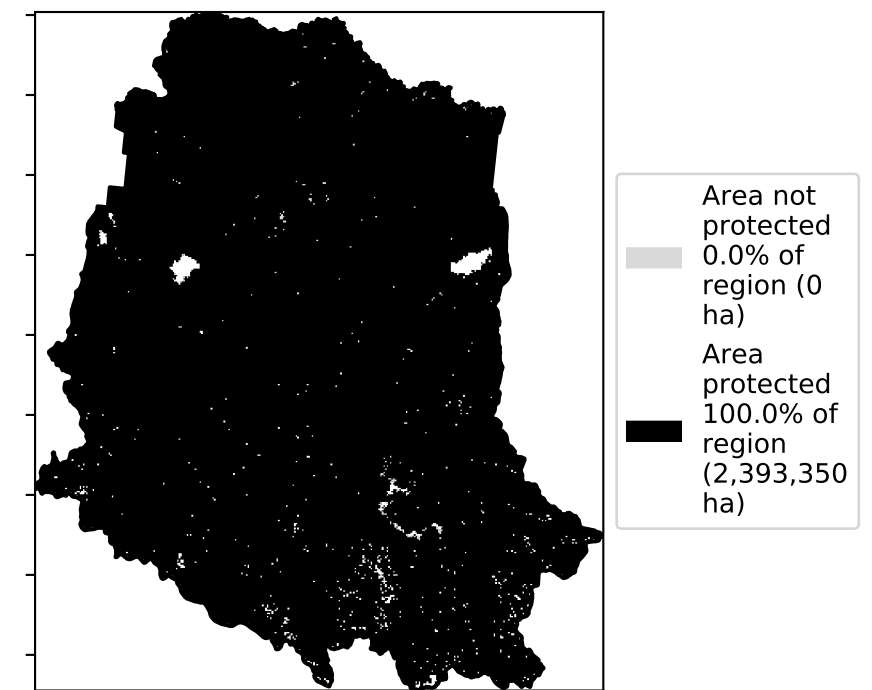 Area not
protected
0.0% of
region (0
ha)
Area
protected
100.0% of
region
(2,393,350
ha)